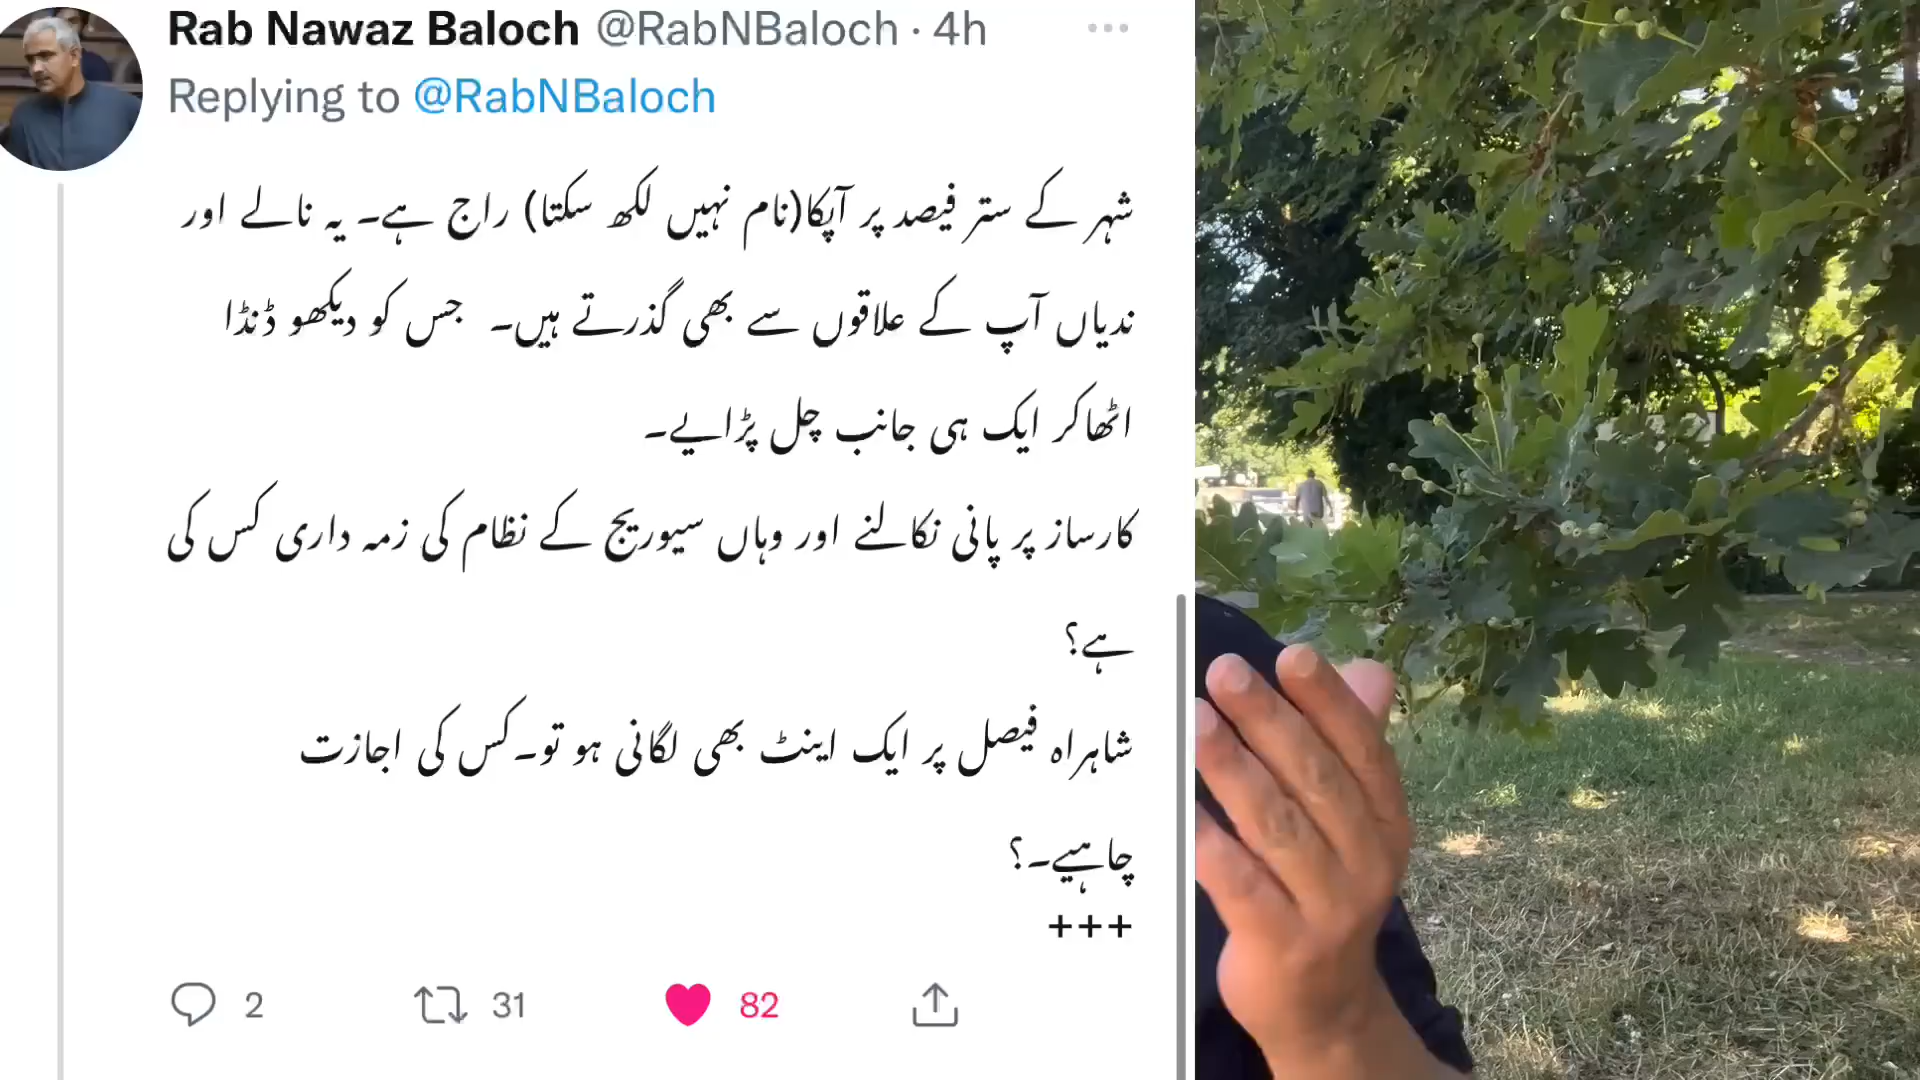 Rab Nawaz Baloch @RabNBaloch · 4h
Replying to @RabNBaloch
شہر کے ستر فیصد پر آپکا(نام نہیں لکھ سکتا) راج ہے۔ یہ نالے اور
ندیاں آپ کے علاقوں سے بھی گذرتے ہیں۔ جس کو دیکھو ڈنڈا
اٹھاکر ایک ہی جانب چل پڑاہے۔
کارساز پر پانی نکالنے اور وہاں سیوریج کے نظام کی زمہ داری کس کی
ہے؟
شاہراہ فیصل پر ایک اینٹ بھی لگانی ہو تو۔کس کی اجازت
چاہیے۔؟
+++
2 31 82